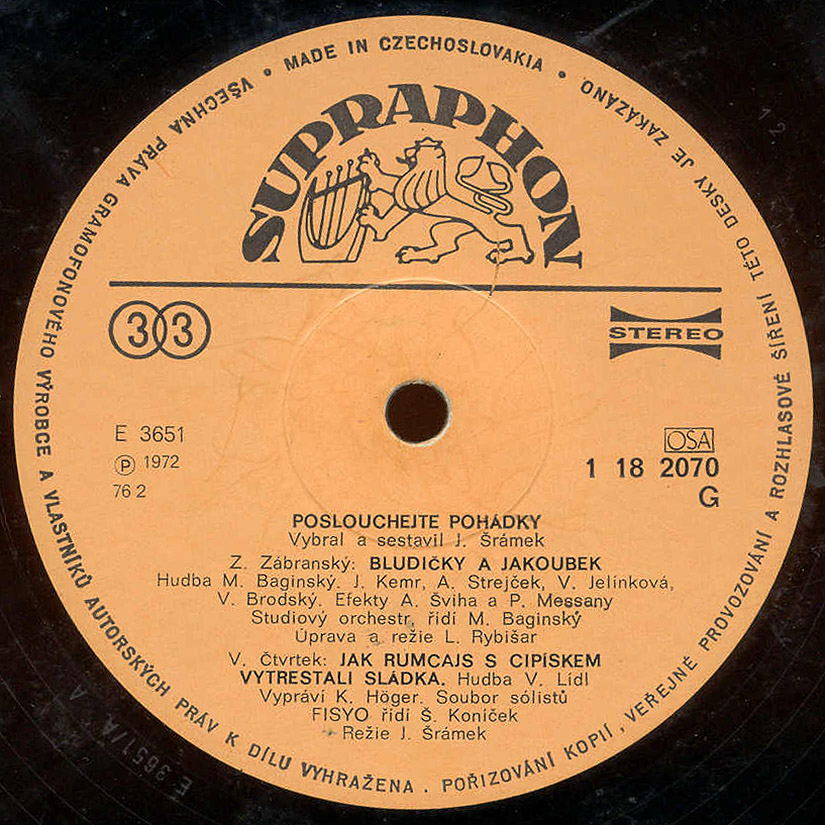 VŠECHNA PRÁVA GRAMOFONOVÉHO VÝROBCE A VLASTNÍKŮ AUTORSKÝCH PRÁV K DÍLU VYHRAŽENA . POŘIZOVÁNÍ KOPIÍ, VEŘEJNÉ PROVOZOVÁNÍ A ROZHLASOVÉ ŠÍŘENÍ TÉTO DESKY JE ZAKÁZÁNO
• MADE IN CZECHOSLOVAKIA •
SUPRAPHON
33
STEREO
E 3651
Ⓟ 1972
76 2
OSA
1 18 2070
G
POSLOUCHEJTE POHÁDKY
Vybral a sestavil J. Šrámek
Z. Zábranský: BLUDIČKY A JAKOUBEK
Hudba M. Baginský. J. Kemr, A. Strejček, V. Jelínková,
V. Brodský. Efekty A. Šviha a P. Messany
Studiový orchestr řídí M. Baginský
Úprava a režie L. Rybišar
V. Čtvrtek: JAK RUMCAJS S CIPÍSKEM
VYTRESTALI SLÁDKA. Hudba V. Lídl
Vypráví K. Höger. Soubor sólistů
FISYO řídí Š. Koníček
Režie J. Šrámek
E 3651/A
12